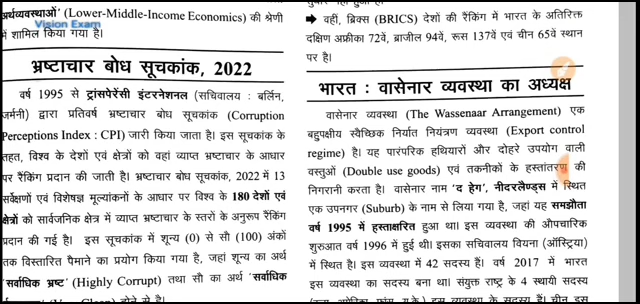 अर्थव्यवस्थाओं' (Lower-Middle-Income Economics) की श्रेणी
Vision Exam
में शामिल किया गया है।
भ्रष्टाचार बोध सूचकांक, 2022
वर्ष 1995 से ट्रांसपेरेंसी इंटरनेशनल (सचिवालय : बर्लिन,
जर्मनी) द्वारा प्रतिवर्ष भ्रष्टाचार बोध सूचकांक (Corruption
Perceptions Index : CPI) जारी किया जाता है। इस सूचकांक के
तहत, विश्व के देशों एवं क्षेत्रों को वहां व्याप्त भ्रष्टाचार के आधार
पर रैंकिंग प्रदान की जाती है। भ्रष्टाचार बोध सूचकांक, 2022 में 13
सर्वेक्षणों एवं विशेषज्ञ मूल्यांकनों के आधार पर विश्व के 180 देशों एवं
क्षेत्रों को सार्वजनिक क्षेत्र में व्याप्त भ्रष्टाचार के स्तरों के अनुरूप रैंकिंग
प्रदान की गई है। इस सूचकांक में शून्य (0) से सौ (100) अंकों
तक विस्तारित पैमाने का प्रयोग किया गया है, जहां शून्य का अर्थ
'सर्वाधिक भ्रष्ट' (Highly Corrupt) तथा सौ का अर्थ 'सर्वाधिक
➔ वहीं, ब्रिक्स (BRICS) देशों की रैंकिंग में भारत के अतिरिक्त
दक्षिण अफ्रीका 72वें, ब्राजील 94वें, रूस 137वें एवं चीन 65वें स्थान
पर है।
भारत : वासेनार व्यवस्था का अध्यक्ष
वासेनार व्यवस्था (The Wassenaar Arrangement) एक
बहुपक्षीय स्वैच्छिक निर्यात नियंत्रण व्यवस्था (Export control
regime) है। यह पारंपरिक हथियारों और दोहरे उपयोग वाली
वस्तुओं (Double use goods) एवं तकनीकों के हस्तांतरण की
निगरानी करता है। वासेनार नाम 'द हेग', नीदरलैण्ड्स में स्थित
एक उपनगर (Suburb) के नाम से लिया गया है, जहां यह समझौता
वर्ष 1995 में हस्ताक्षरित हुआ था। इस व्यवस्था की औपचारिक
शुरुआत वर्ष 1996 में हुई थी। इसका सचिवालय वियना (ऑस्ट्रिया)
में स्थित है। इस व्यवस्था में 42 सदस्य हैं। वर्ष 2017 में भारत
इस व्यवस्था का सदस्य बना था। संयुक्त राष्ट्र के 4 स्थायी सदस्य